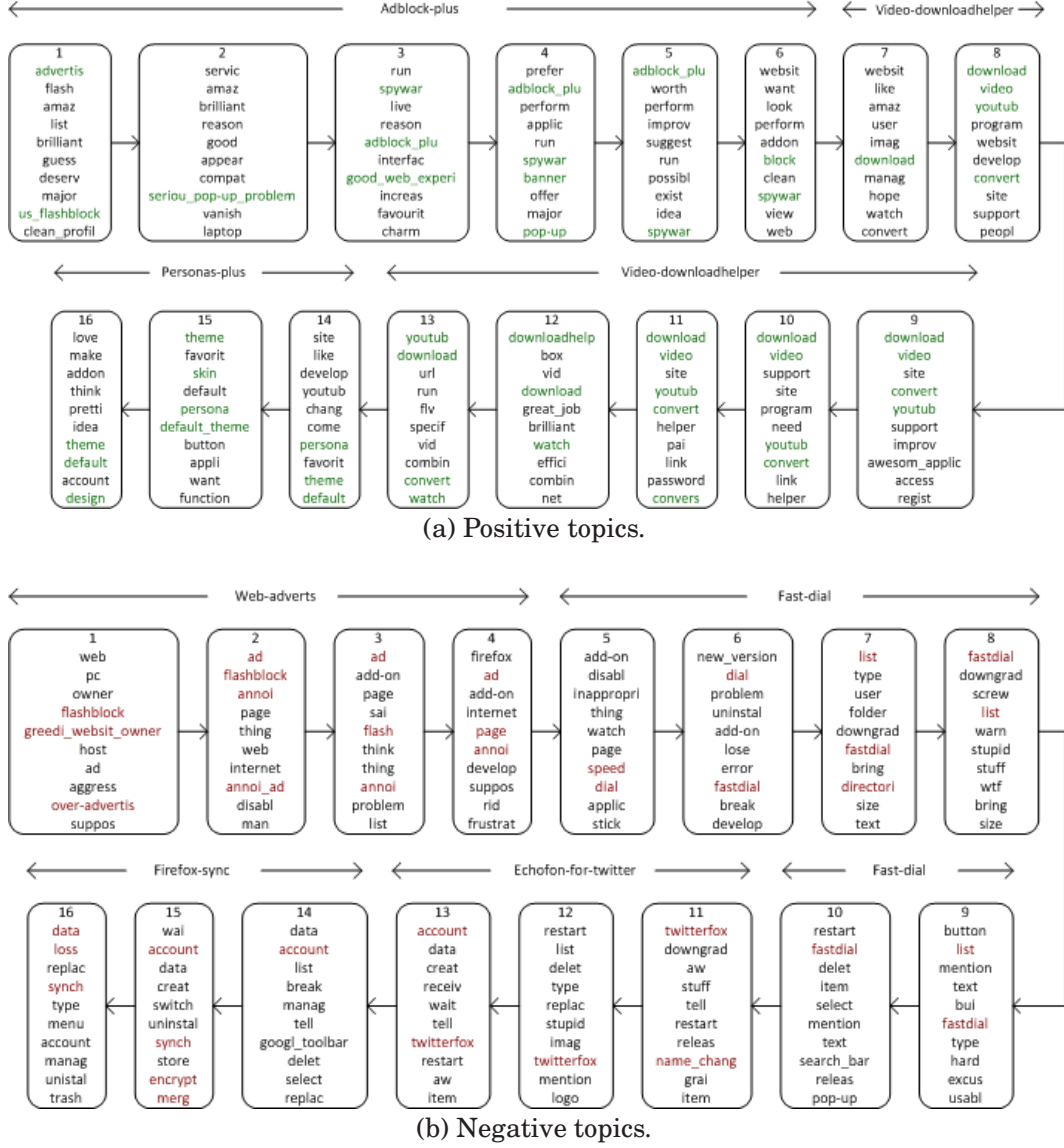 Adblock-plus
Video-downloadhelper
1
advertis
flash
amaz
list
brilliant
guess
deserv
major
us_flashblock
clean_profil
2
servic
amaz
brilliant
reason
good
appear
compat
seriou_pop-up_problem
vanish
laptop
3
run
spywar
live
reason
adblock_plu
interfac
good_web_experi
increas
favourit
charm
4
prefer
adblock_plu
perform
applic
run
spywar
banner
offer
major
pop-up
5
adblock_plu
worth
perform
improv
suggest
run
possibl
exist
idea
spywar
6
websit
want
look
perform
addon
block
clean
spywar
view
web
7
websit
like
amaz
user
imag
download
manag
hope
watch
convert
8
download
video
youtub
program
websit
develop
convert
site
support
peopl
Personas-plus
Video-downloadhelper
16
love
make
addon
think
pretti
idea
theme
default
account
design
15
theme
favorit
skin
default
persona
default_theme
button
appli
want
function
14
site
like
develop
youtub
chang
come
persona
favorit
theme
default
13
youtub
download
url
run
flv
specif
vid
combin
convert
watch
12
downloadhelp
box
vid
download
great_job
brilliant
watch
effici
combin
net
11
download
video
site
youtub
convert
helper
pai
link
password
convers
10
download
video
support
site
program
need
youtub
convert
link
helper
9
download
video
site
convert
youtub
support
improv
awesom_applic
access
regist
(a) Positive topics.
Web-adverts
Fast-dial
1
web
pc
owner
flashblock
greedi_websit_owner
host
ad
aggress
over-advertis
suppos
2
ad
flashblock
annoi
page
thing
web
internet
annoi_ad
disabl
man
3
ad
add-on
page
sai
flash
think
thing
annoi
problem
list
4
firefox
ad
add-on
internet
page
annoi
develop
suppos
rid
frustrat
5
add-on
disabl
inappropri
thing
watch
page
speed
dial
applic
stick
6
new_version
dial
problem
uninstal
add-on
lose
error
fastdial
break
develop
7
list
type
user
folder
downgrad
fastdial
bring
directori
size
text
8
fastdial
downgrad
screw
list
warn
stupid
stuff
wtf
bring
size
Firefox-sync
Echofon-for-twitter
Fast-dial
16
data
loss
replac
synch
type
menu
account
manag
unistal
trash
15
wai
account
data
creat
switch
uninstal
synch
store
encrypt
merg
14
data
account
list
break
manag
tell
googl_toolbar
delet
select
replac
13
account
data
creat
receiv
wait
tell
twitterfox
restart
aw
item
12
restart
list
delet
type
replac
stupid
imag
twitterfox
mention
logo
11
twitterfox
downgrad
aw
stuff
tell
restart
releas
name_chang
grai
item
10
restart
fastdial
delet
item
select
mention
text
search_bar
releas
pop-up
9
button
list
mention
text
bui
fastdial
type
hard
excus
usabl
(b) Negative topics.